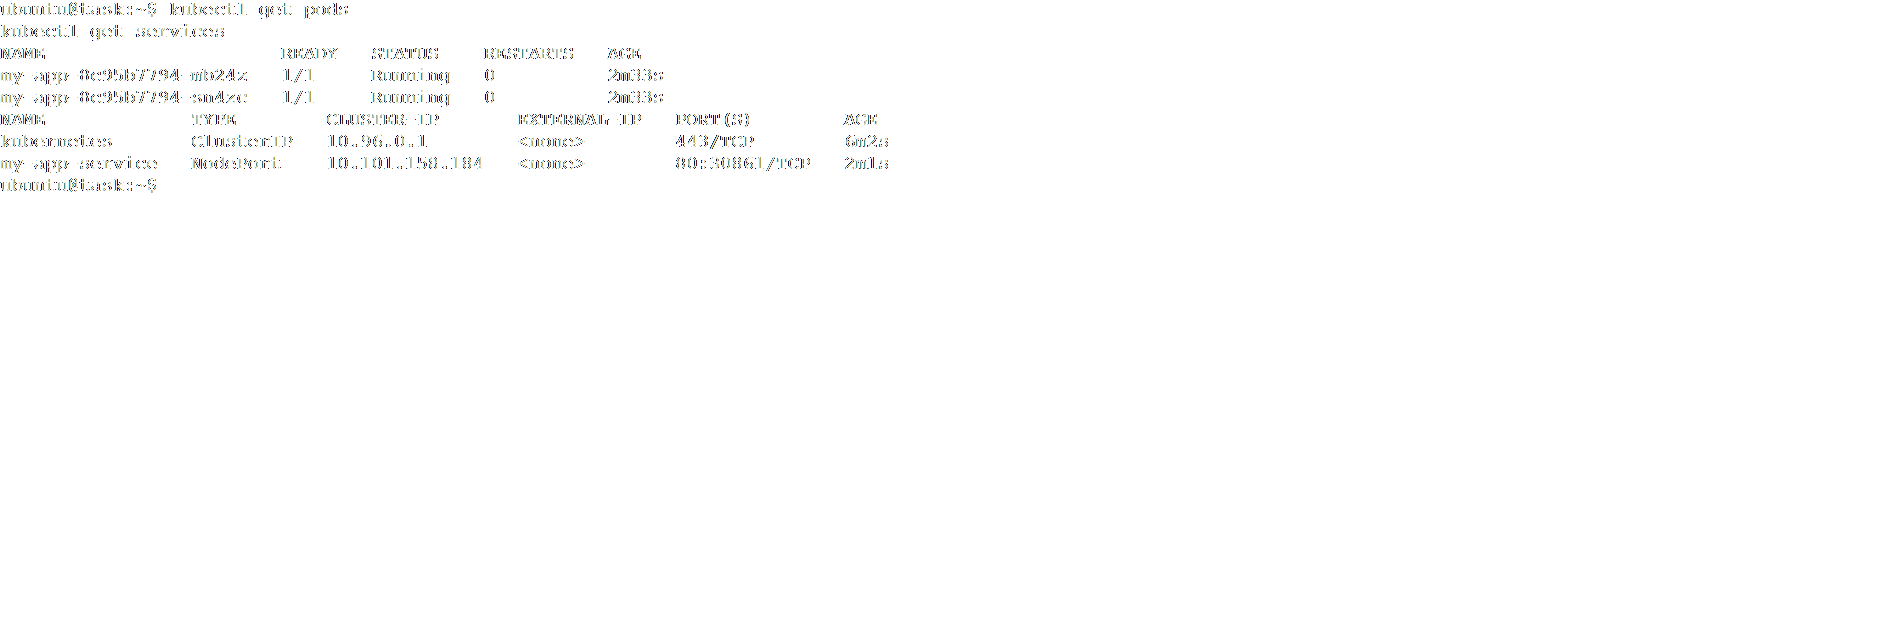 ubuntu@task:~$ kubectl get pods
kubectl get services
NAME READY STATUS RESTARTS AGE
my-app-8c95b7794-mb24z 1/1 Running 0 2m33s
my-app-8c95b7794-sn4zc 1/1 Running 0 2m33s
NAME TYPE CLUSTER-IP EXTERNAL-IP PORT(S) AGE
kubernetes ClusterIP 10.96.0.1 <none> 443/TCP 6m2s
my-app-service NodePort 10.101.158.184 <none> 80:30861/TCP 2m1s
ubuntu@task:~$